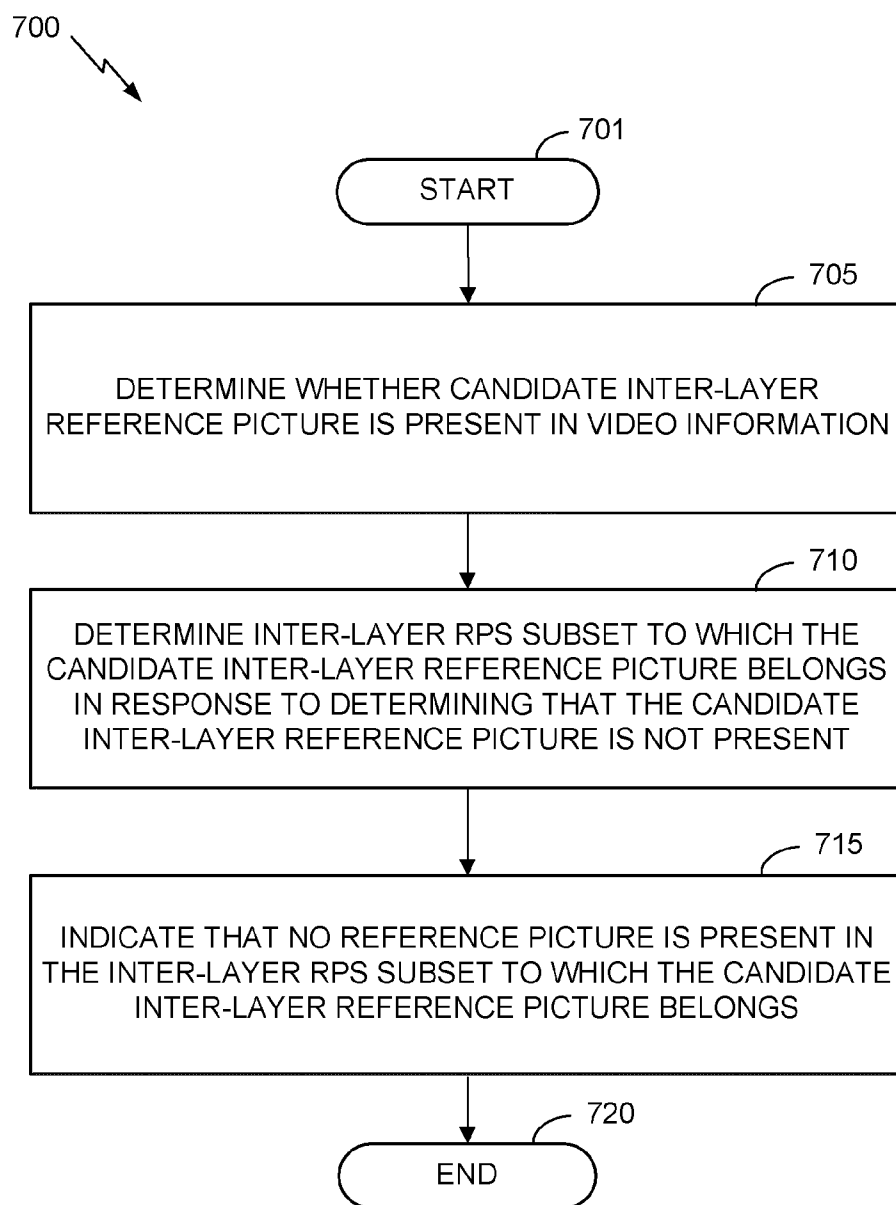 700
701
START
705
DETERMINE WHETHER CANDIDATE INTER-LAYER
REFERENCE PICTURE IS PRESENT IN VIDEO INFORMATION
710
DETERMINE INTER-LAYER RPS SUBSET TO WHICH THE
CANDIDATE INTER-LAYER REFERENCE PICTURE BELONGS
IN RESPONSE TO DETERMINING THAT THE CANDIDATE
INTER-LAYER REFERENCE PICTURE IS NOT PRESENT
715
INDICATE THAT NO REFERENCE PICTURE IS PRESENT IN
THE INTER-LAYER RPS SUBSET TO WHICH THE CANDIDATE
INTER-LAYER REFERENCE PICTURE BELONGS
720
END